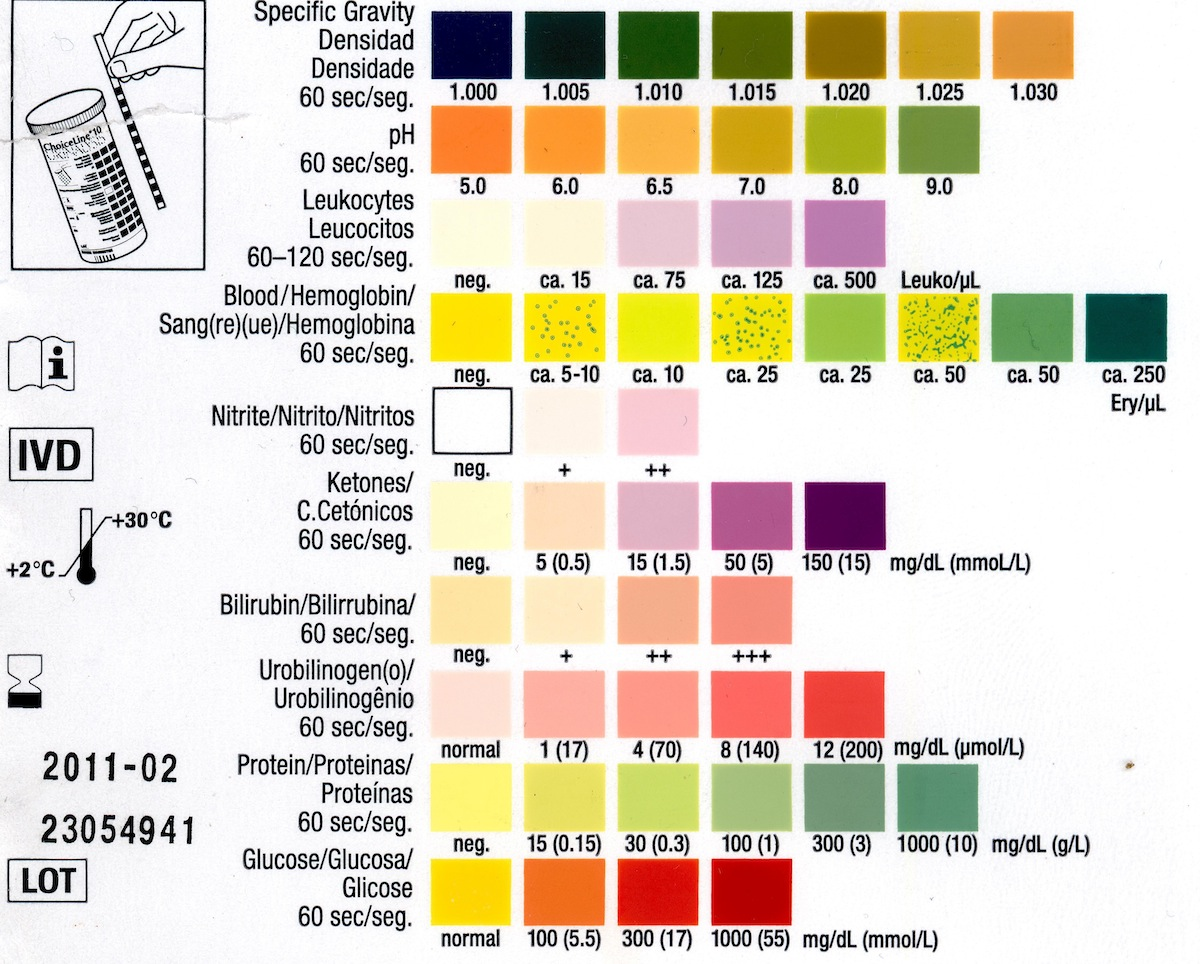 Specific Gravity
Densidad
Densidade
60 sec/seg.
1.000 1.005 1.010 1.015 1.020 1.025 1.030
ChoiceLine 10
pH
60 sec/seg.
5.0 6.0 6.5 7.0 8.0 9.0
Leukocytes
Leucocitos
60–120 sec/seg.
neg. ca. 15 ca. 75 ca. 125 ca. 500 Leuko/µL
Blood/Hemoglobin/
Sang(re)(ue)/Hemoglobina
60 sec/seg.
neg. ca. 5-10 ca. 10 ca. 25 ca. 25 ca. 50 ca. 50 ca. 250
Ery/µL
i
Nitrite/Nitrito/Nitritos
60 sec/seg.
neg. + ++
IVD
Ketones/
C.Cetónicos
60 sec/seg.
neg. 5 (0.5) 15 (1.5) 50 (5) 150 (15) mg/dL (mmoL/L)
+30°C
+2°C
Bilirubin/Bilirrubina/
60 sec/seg.
neg. + ++ +++
Urobilinogen(o)/
Urobilinogênio
60 sec/seg.
normal 1 (17) 4 (70) 8 (140) 12 (200) mg/dL (µmol/L)
2011-02
23054941
LOT
Protein/Proteinas/
Proteínas
60 sec/seg.
neg. 15 (0.15) 30 (0.3) 100 (1) 300 (3) 1000 (10) mg/dL (g/L)
Glucose/Glucosa/
Glicose
60 sec/seg.
normal 100 (5.5) 300 (17) 1000 (55) mg/dL (mmol/L)